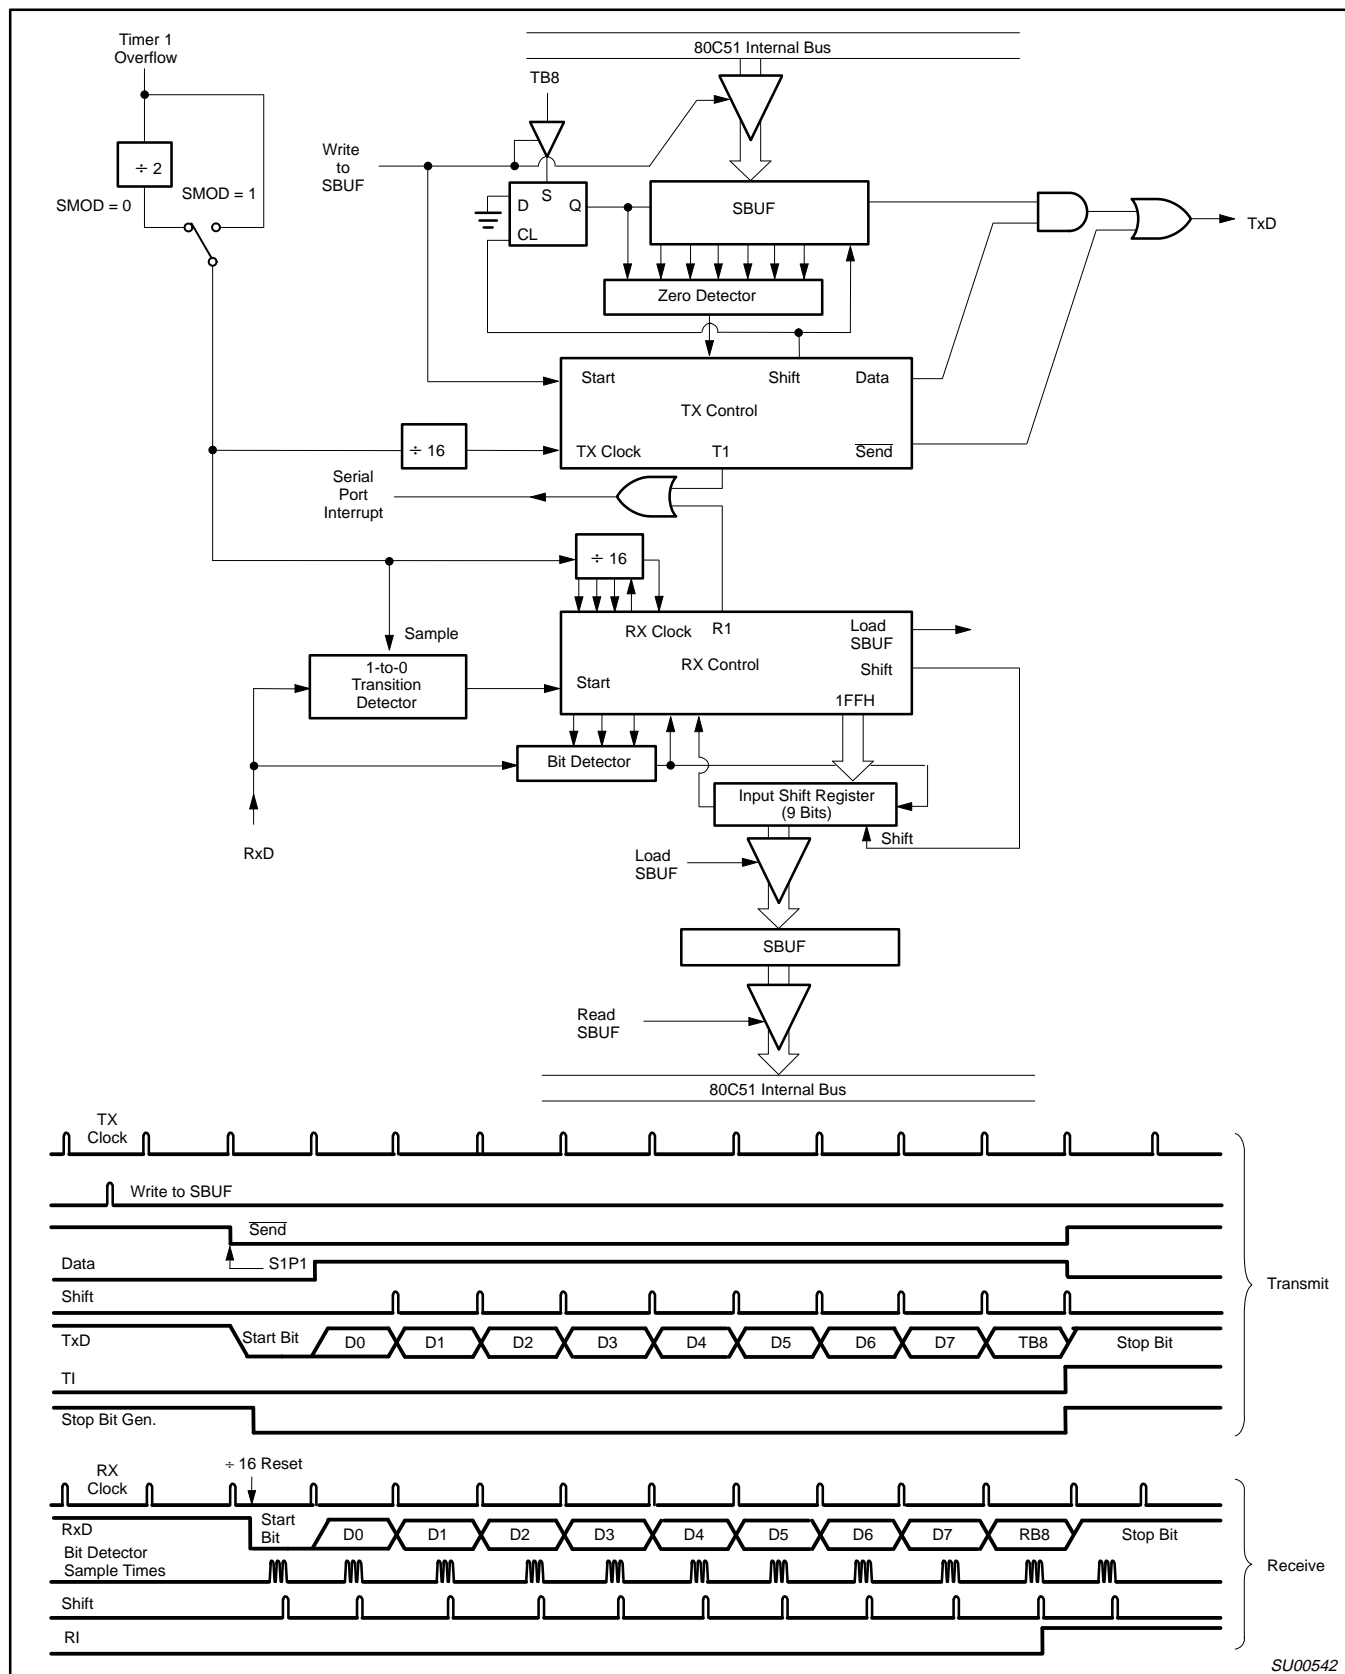 Timer 1
Overflow
80C51 Internal Bus
TB8
÷ 2
Write
to
SBUF
SMOD = 1
SMOD = 0
S
D
Q
CL
SBUF
TxD
Zero Detector
Start
Shift
Data
TX Control
÷ 16
TX Clock
T1
Send
Serial
Port
Interrupt
÷ 16
Sample
RX Clock
R1
Load
SBUF
RX Control
Shift
1-to-0
Transition
Detector
Start
1FFH
Bit Detector
Input Shift Register
(9 Bits)
Shift
RxD
Load
SBUF
SBUF
Read
SBUF
80C51 Internal Bus
TX
Clock
Write to SBUF
Send
Data
S1P1
Transmit
Shift
TxD
Start Bit
D0
D1
D2
D3
D4
D5
D6
D7
TB8
Stop Bit
TI
Stop Bit Gen.
÷ 16 Reset
RX
Clock
RxD
Start
Bit
D0
D1
D2
D3
D4
D5
D6
D7
RB8
Stop Bit
Bit Detector
Sample Times
Receive
Shift
RI
SU00542